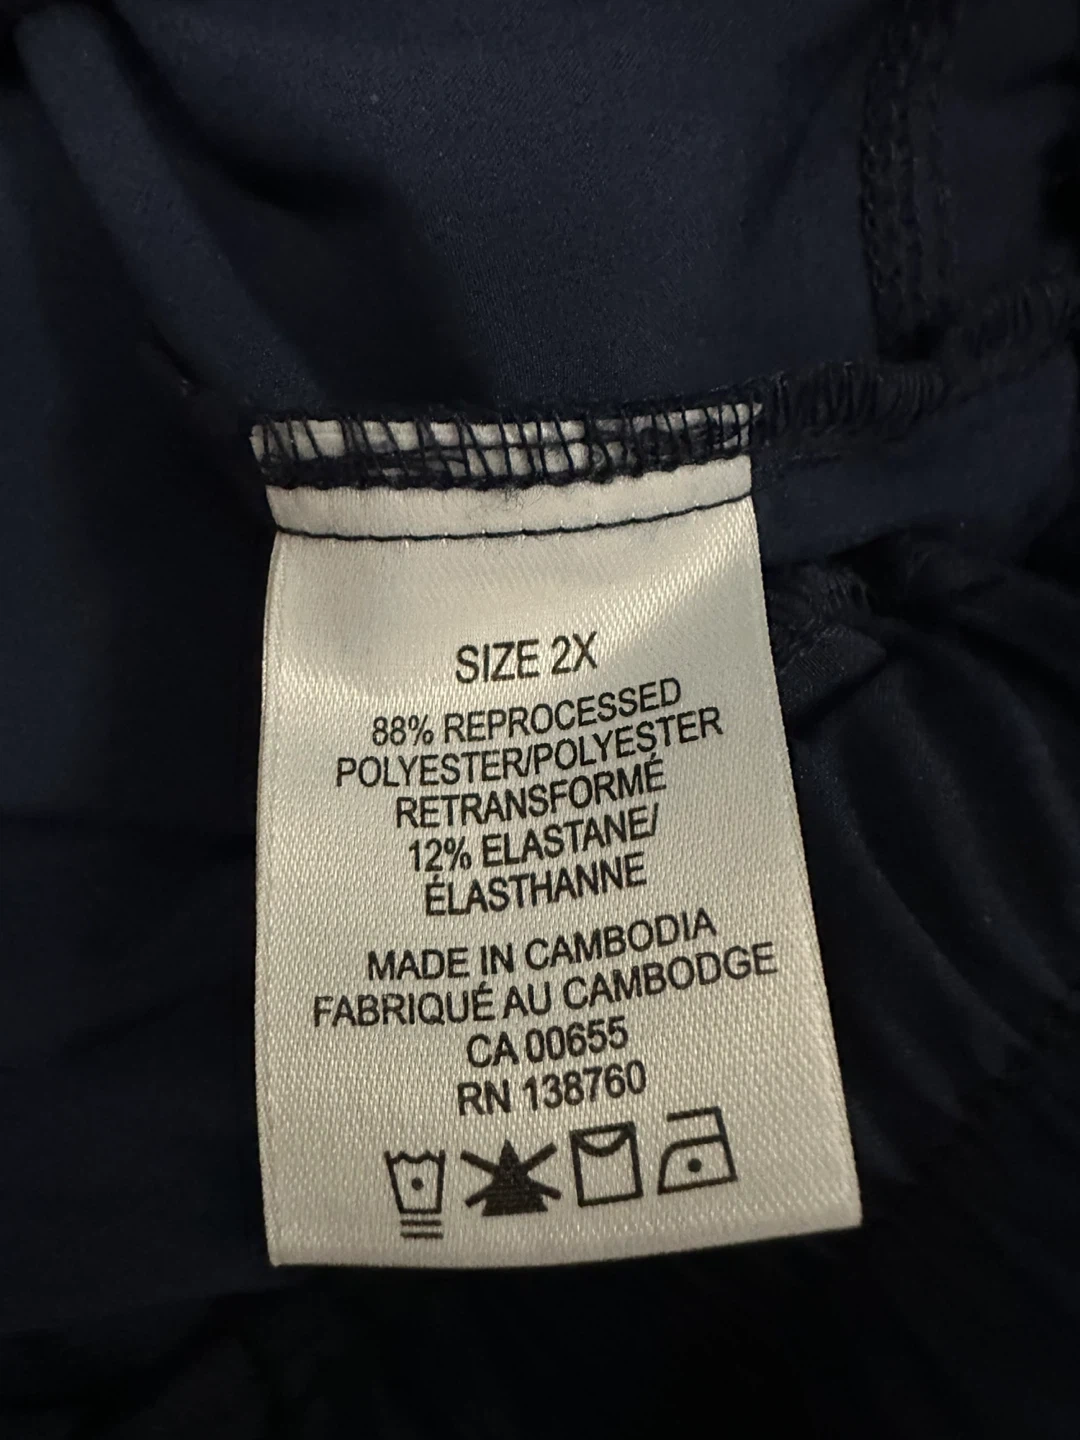 SIZE 2X
88% REPROCESSED
POLYESTER/POLYESTER
RETRANSFORMÉ
12% ELASTANE/
ÉLASTHANNE
MADE IN CAMBODIA
FABRIQUÉ AU CAMBODGE
CA 00655
RN 138760